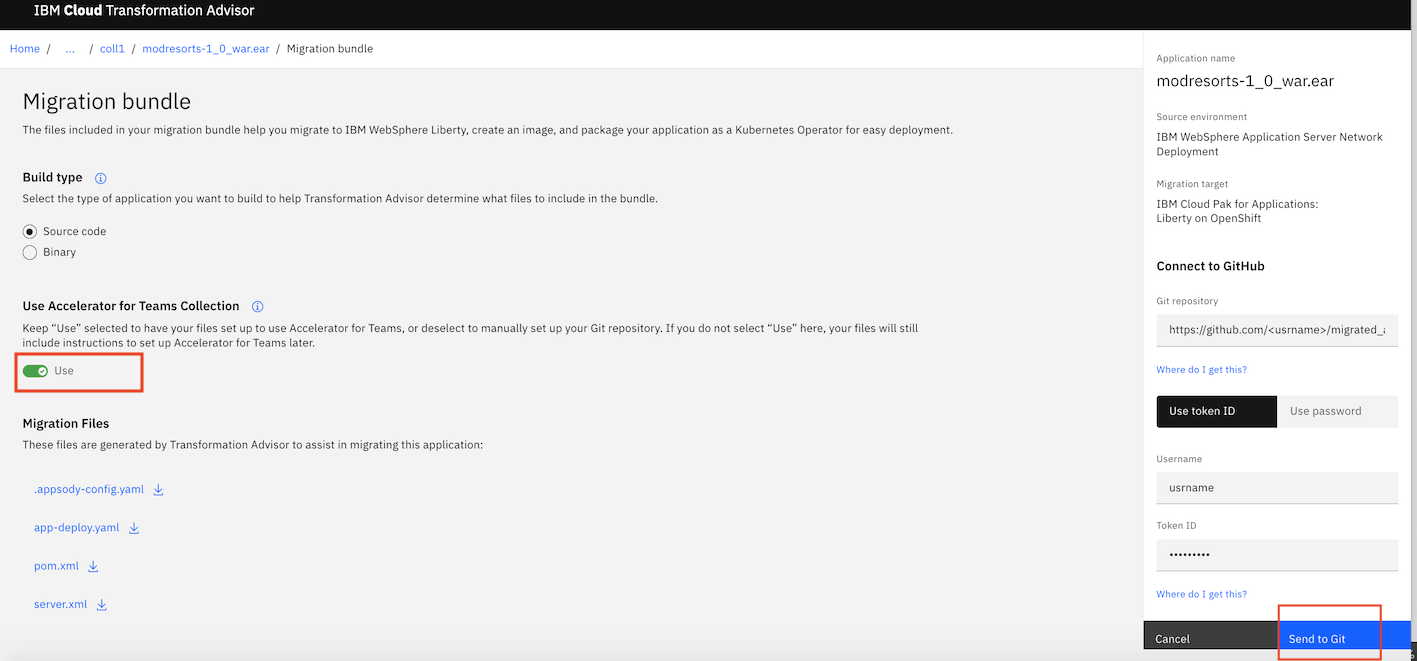 IBM Cloud Transformation Advisor
Home / ... / coll1 / modresorts-1_0_war.ear / Migration bundle
Migration bundle
The files included in your migration bundle help you migrate to IBM WebSphere Liberty, create an image, and package your application as a Kubernetes Operator for easy deployment.
Build type
Select the type of application you want to build to help Transformation Advisor determine what files to include in the bundle.
Source code
Binary
Use Accelerator for Teams Collection
Keep “Use” selected to have your files set up to use Accelerator for Teams, or deselect to manually set up your Git repository. If you do not select “Use” here, your files will still
include instructions to set up Accelerator for Teams later.
Use
Migration Files
These files are generated by Transformation Advisor to assist in migrating this application:
.appsody-config.yaml
app-deploy.yaml
pom.xml
server.xml
Application name
modresorts-1_0_war.ear
Source environment
IBM WebSphere Application Server Network
Deployment
Migration target
IBM Cloud Pak for Applications:
Liberty on OpenShift
Connect to GitHub
Git repository
https://github.com/<usrname>/migrated_a
Where do I get this?
Use token ID
Use password
Username
usrname
Token ID
•••••••••
Where do I get this?
Cancel
Send to Git